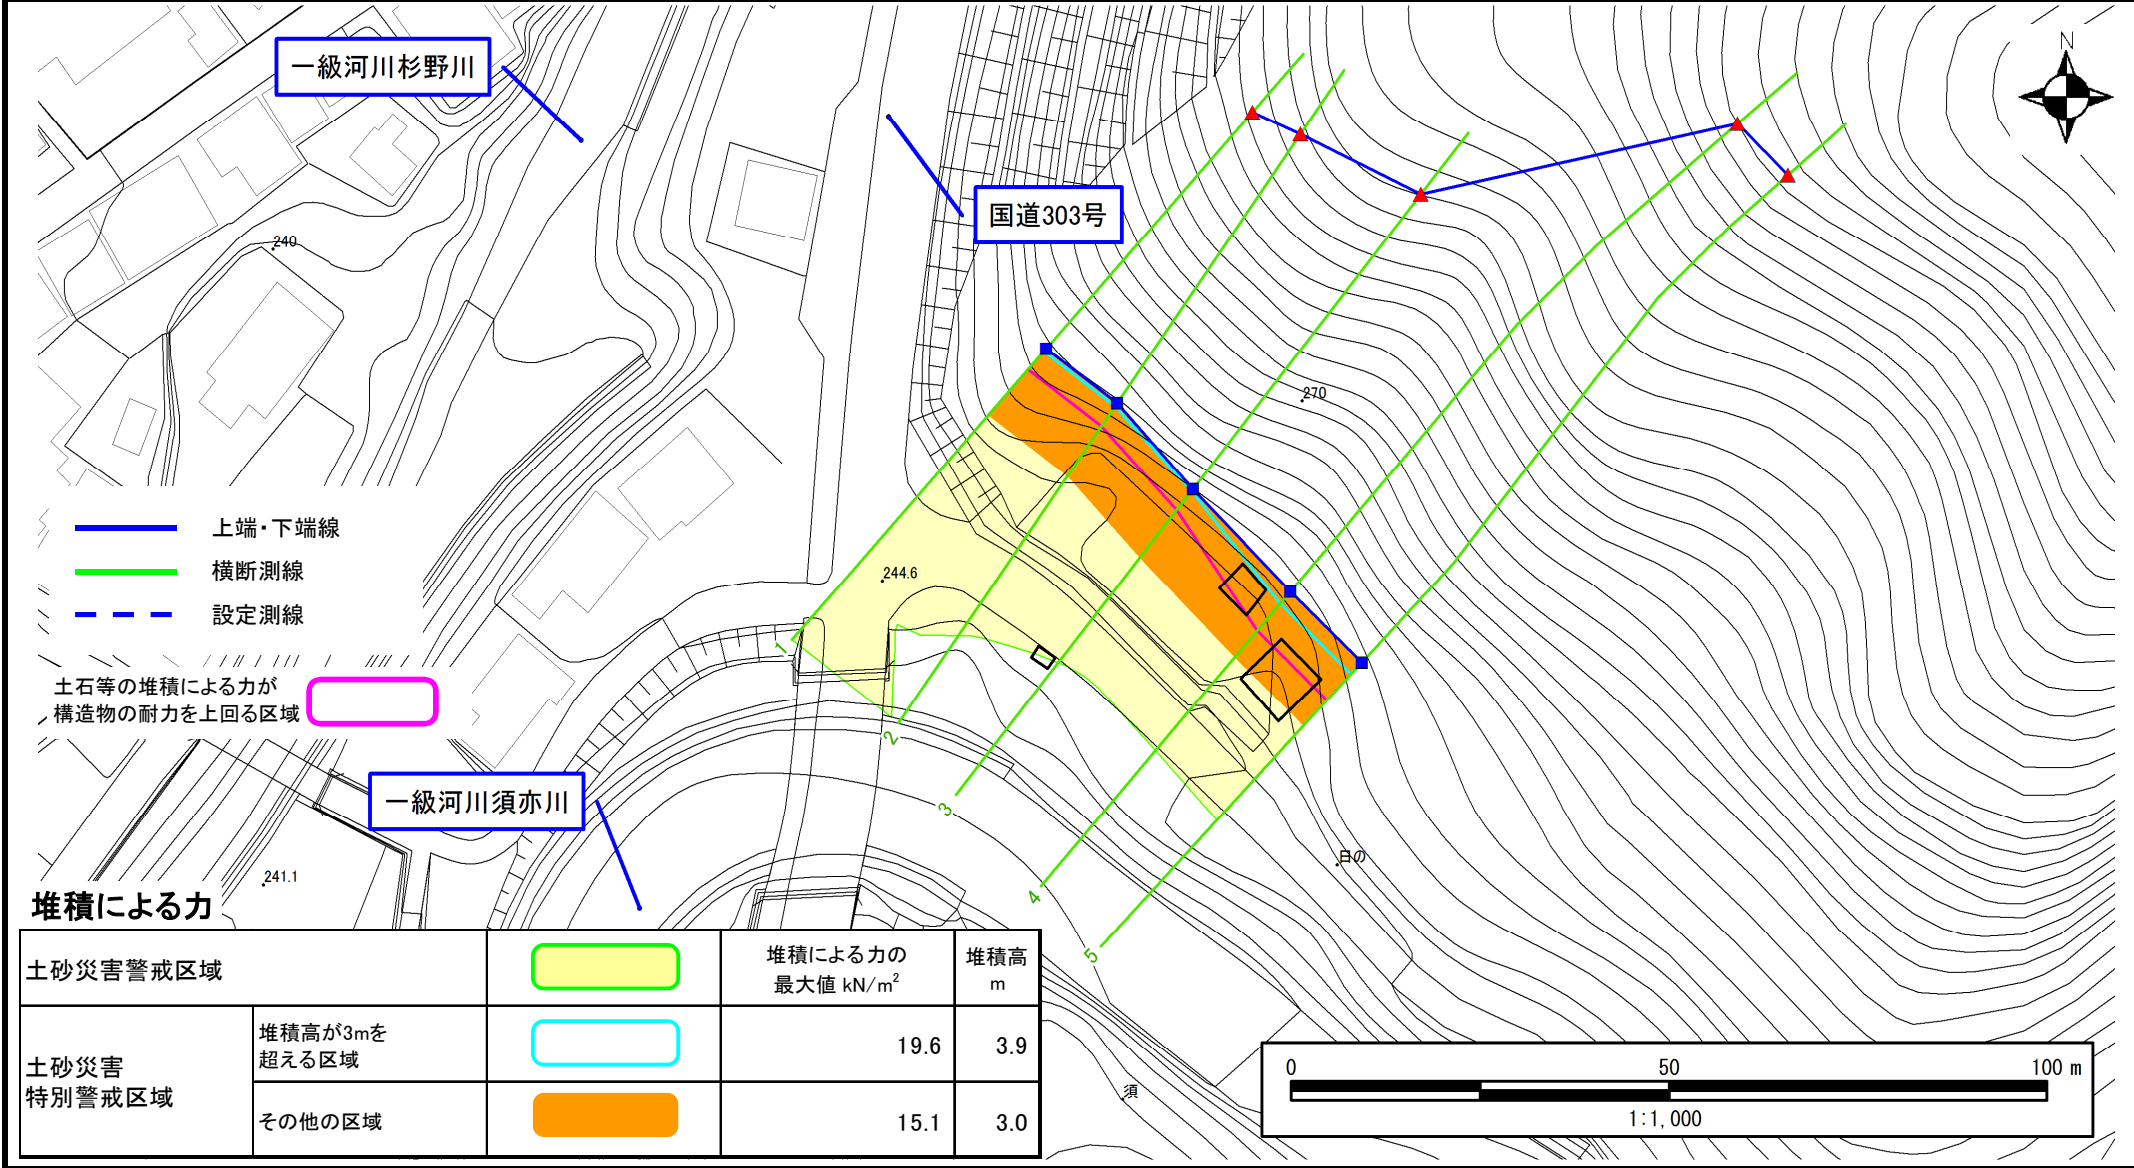 一級河川杉野川
N
国道303号
240
270
上端・下端線
横断測線
設定測線
244.6
1
土石等の堆積による力が
構造物の耐力を上回る区域
2
一級河川須亦川
3
日の
241.1
4
堆積による力
5
土砂災害警戒区域
堆積による力の
最大値 kN/m²
堆積高
m
土砂災害
特別警戒区域
堆積高が3mを
超える区域
19.6
3.9
その他の区域
15.1
3.0
須
0 50 100 m
1:1,000